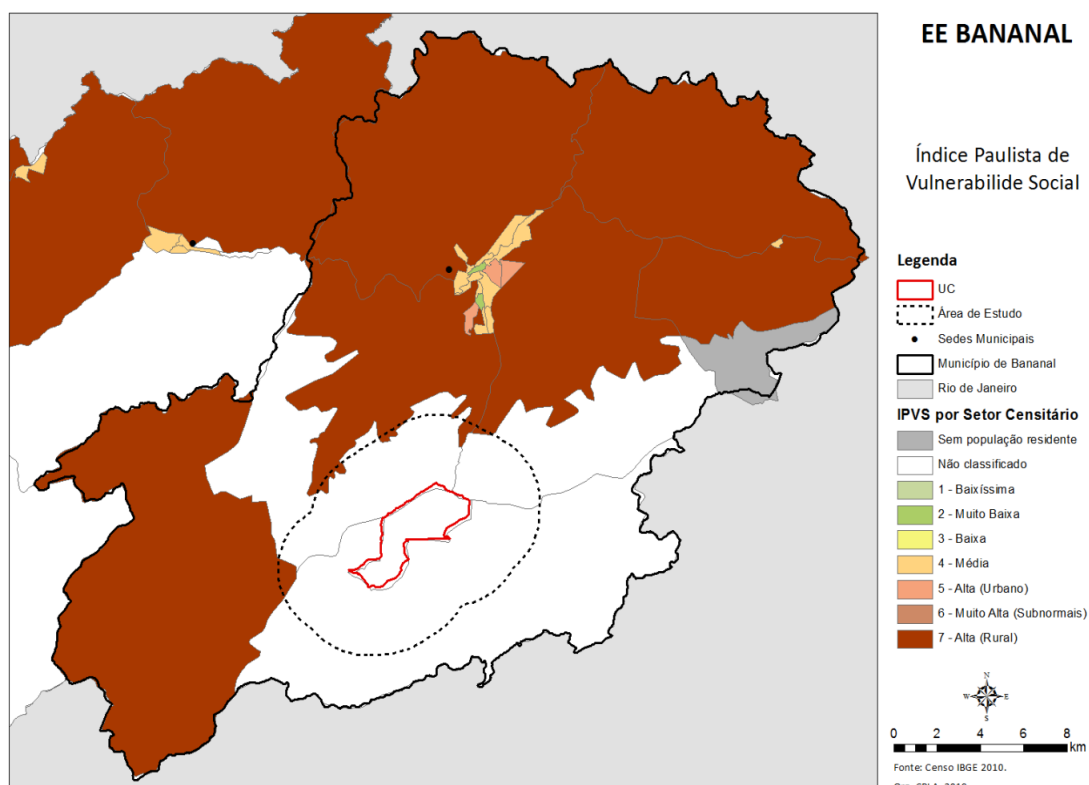 EE BANANAL
Índice Paulista de
Vulnerabilide Social
Legenda
UC
Área de Estudo
Sedes Municipais
Município de Bananal
Rio de Janeiro
IPVS por Setor Censitário
Sem população residente
Não classificado
1 - Baixíssima
2 - Muito Baixa
3 - Baixa
4 - Média
5 - Alta (Urbano)
6 - Muito Alta (Subnormais)
7 - Alta (Rural)
N
W E
S
0 2 4 6 8
km
Fonte: Censo IBGE 2010.